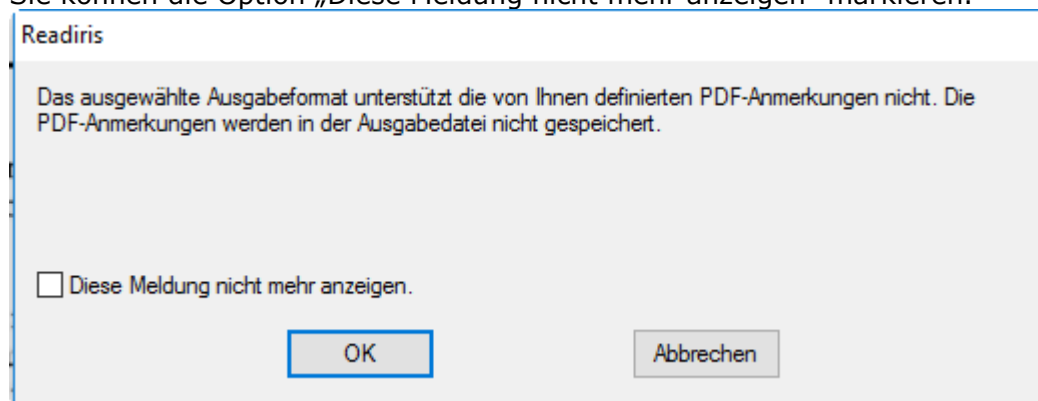 Sie können die Option „Diese Meldung nicht mehr anzeigen“ markieren.
Readiris
Das ausgewählte Ausgabeformat unterstützt die von Ihnen definierten PDF-Anmerkungen nicht. Die
PDF-Anmerkungen werden in der Ausgabedatei nicht gespeichert.
Diese Meldung nicht mehr anzeigen.
OK Abbrechen